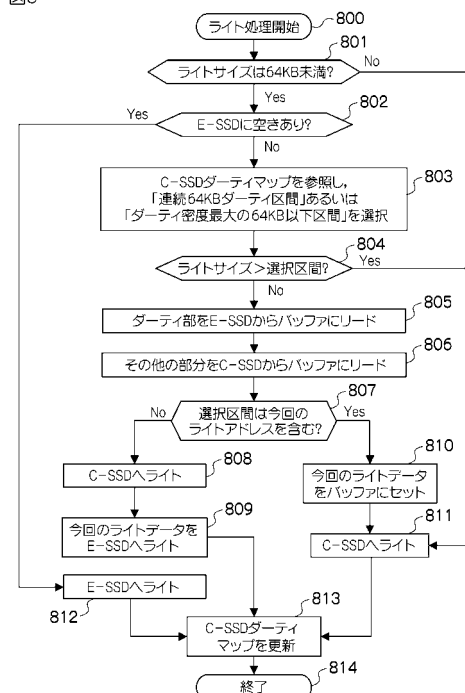 ライト処理開始
800
801
ライトサイズは64KB未満?
No
Yes
802
Yes
E-SSDに空きあり?
No
803
C-SSDダーティマップを参照し,
「連続64KBダーティ区間」あるいは
「ダーティ密度最大の64KB以下区間」を選択
804
ライトサイズ>選択区間?
Yes
No
805
ダーティ部をE-SSDからバッファにリード
806
その他の部分をC-SSDからバッファにリード
807
No
選択区間は今回の
ライトアドレスを含む?
Yes
808
C-SSDへライト
810
今回のライトデータ
をバッファにセット
809
今回のライトデータを
E-SSDへライト
811
C-SSDへライト
E-SSDへライト
812
813
C-SSDダーティ
マップを更新
814
終了